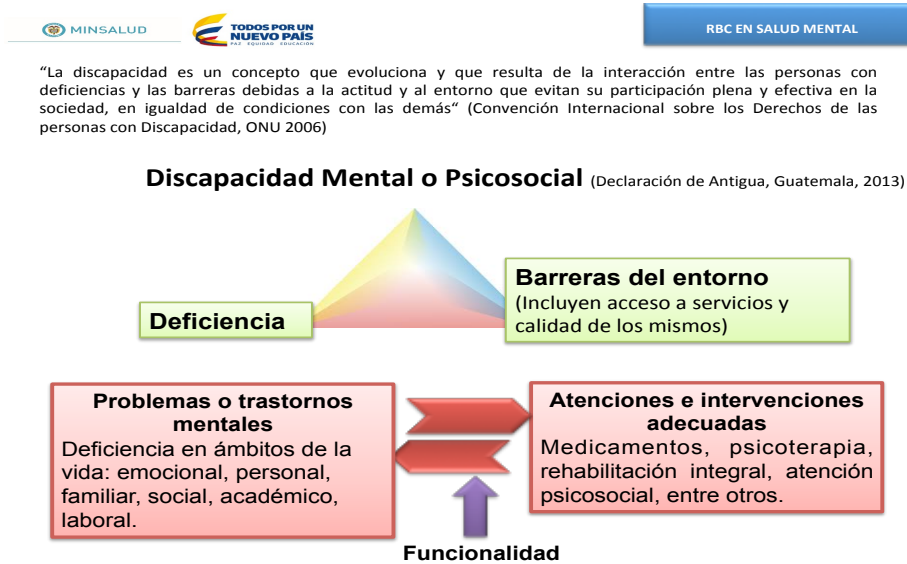 MINSALUD
TODOS POR UN
NUEVO PAÍS
PAZ EQUIDAD EDUCACIÓN
RBC EN SALUD MENTAL
“La discapacidad es un concepto que evoluciona y que resulta de la interacción entre las personas con
deficiencias y las barreras debidas a la actitud y al entorno que evitan su participación plena y efectiva en la
sociedad, en igualdad de condiciones con las demás“ (Convención Internacional sobre los Derechos de las
personas con Discapacidad, ONU 2006)
Discapacidad Mental o Psicosocial (Declaración de Antigua, Guatemala, 2013)
Deficiencia
Barreras del entorno
(Incluyen acceso a servicios y
calidad de los mismos)
Problemas o trastornos
mentales
Deficiencia en ámbitos de la
vida: emocional, personal,
familiar, social, académico,
laboral.
Atenciones e intervenciones
adecuadas
Medicamentos, psicoterapia,
rehabilitación integral, atención
psicosocial, entre otros.
Funcionalidad